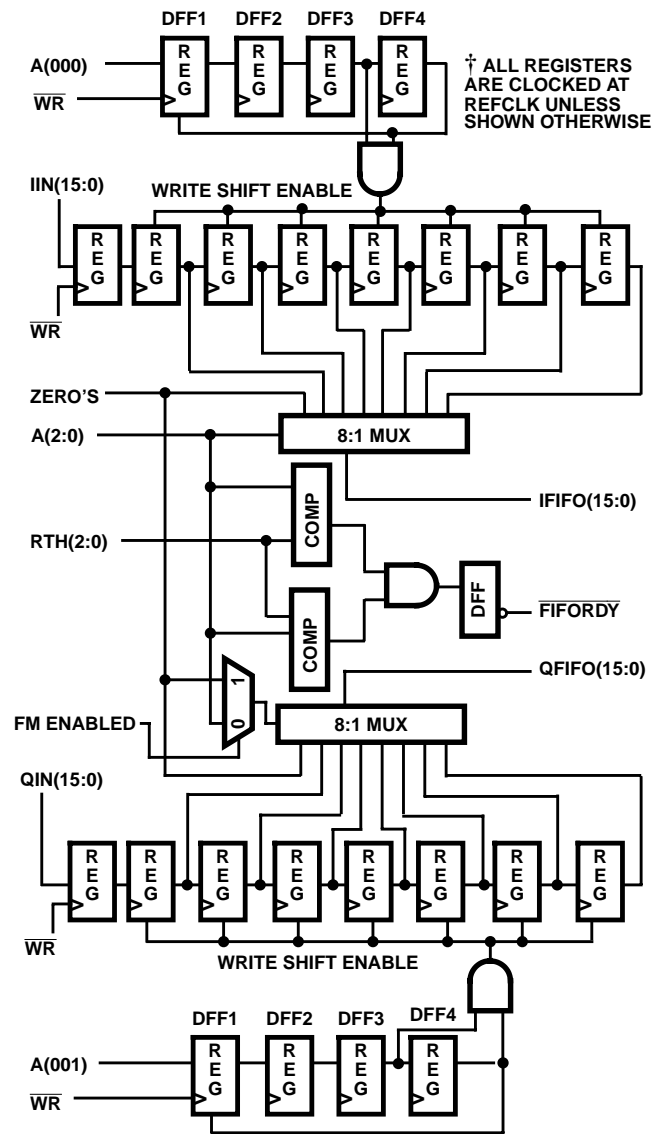 DFF1 DFF2 DFF3 DFF4
A(000)
WR
REG REG REG REG
† ALL REGISTERS
ARE CLOCKED AT
REFCLK UNLESS
SHOWN OTHERWISE
IIN(15:0)
WRITE SHIFT ENABLE
REG REG REG REG REG REG REG REG
WR
ZERO'S
A(2:0)
8:1 MUX
COMP
IFIFO(15:0)
RTH(2:0)
COMP
DFF
FIFORDY
QFIFO(15:0)
1
0
FM ENABLED
8:1 MUX
QIN(15:0)
REG REG REG REG REG REG REG REG
WR
WRITE SHIFT ENABLE
DFF1 DFF2 DFF3 DFF4
A(001)
WR
REG REG REG REG